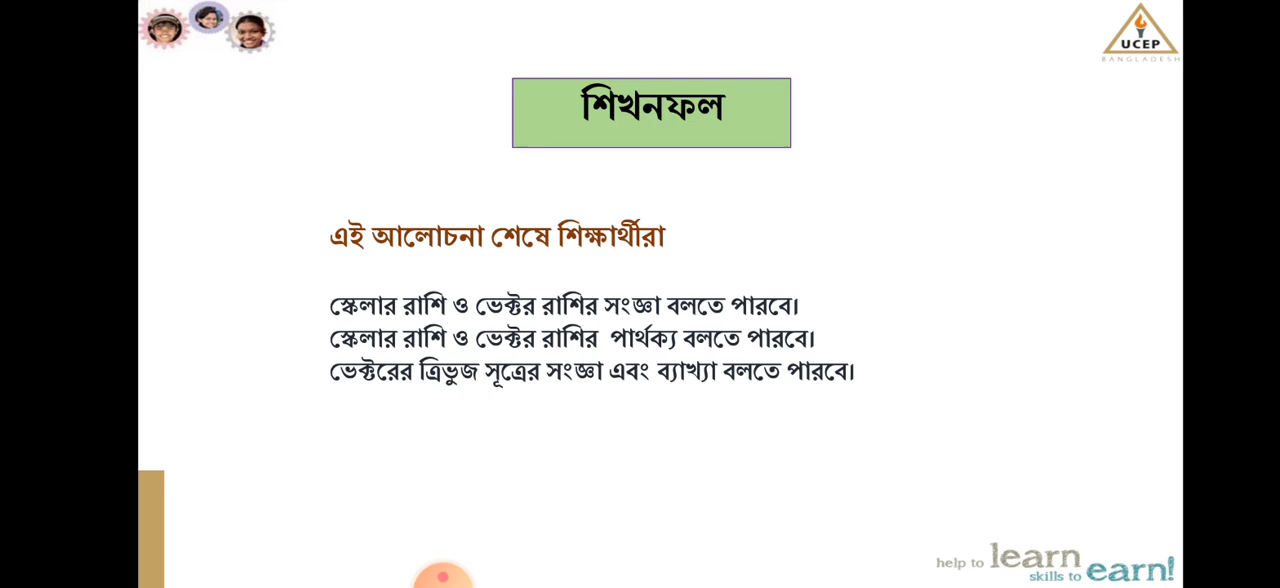 UCEP
BANGLADESH
শিখনফল
এই আলোচনা শেষে শিক্ষার্থীরা
স্কেলার রাশি ও ভেক্টর রাশির সংজ্ঞা বলতে পারবে।
স্কেলার রাশি ও ভেক্টর রাশির পার্থক্য বলতে পারবে।
ভেক্টরের ত্রিভুজ সূত্রের সংজ্ঞা এবং ব্যাখ্যা বলতে পারবে।
help to learn
skills to earn!